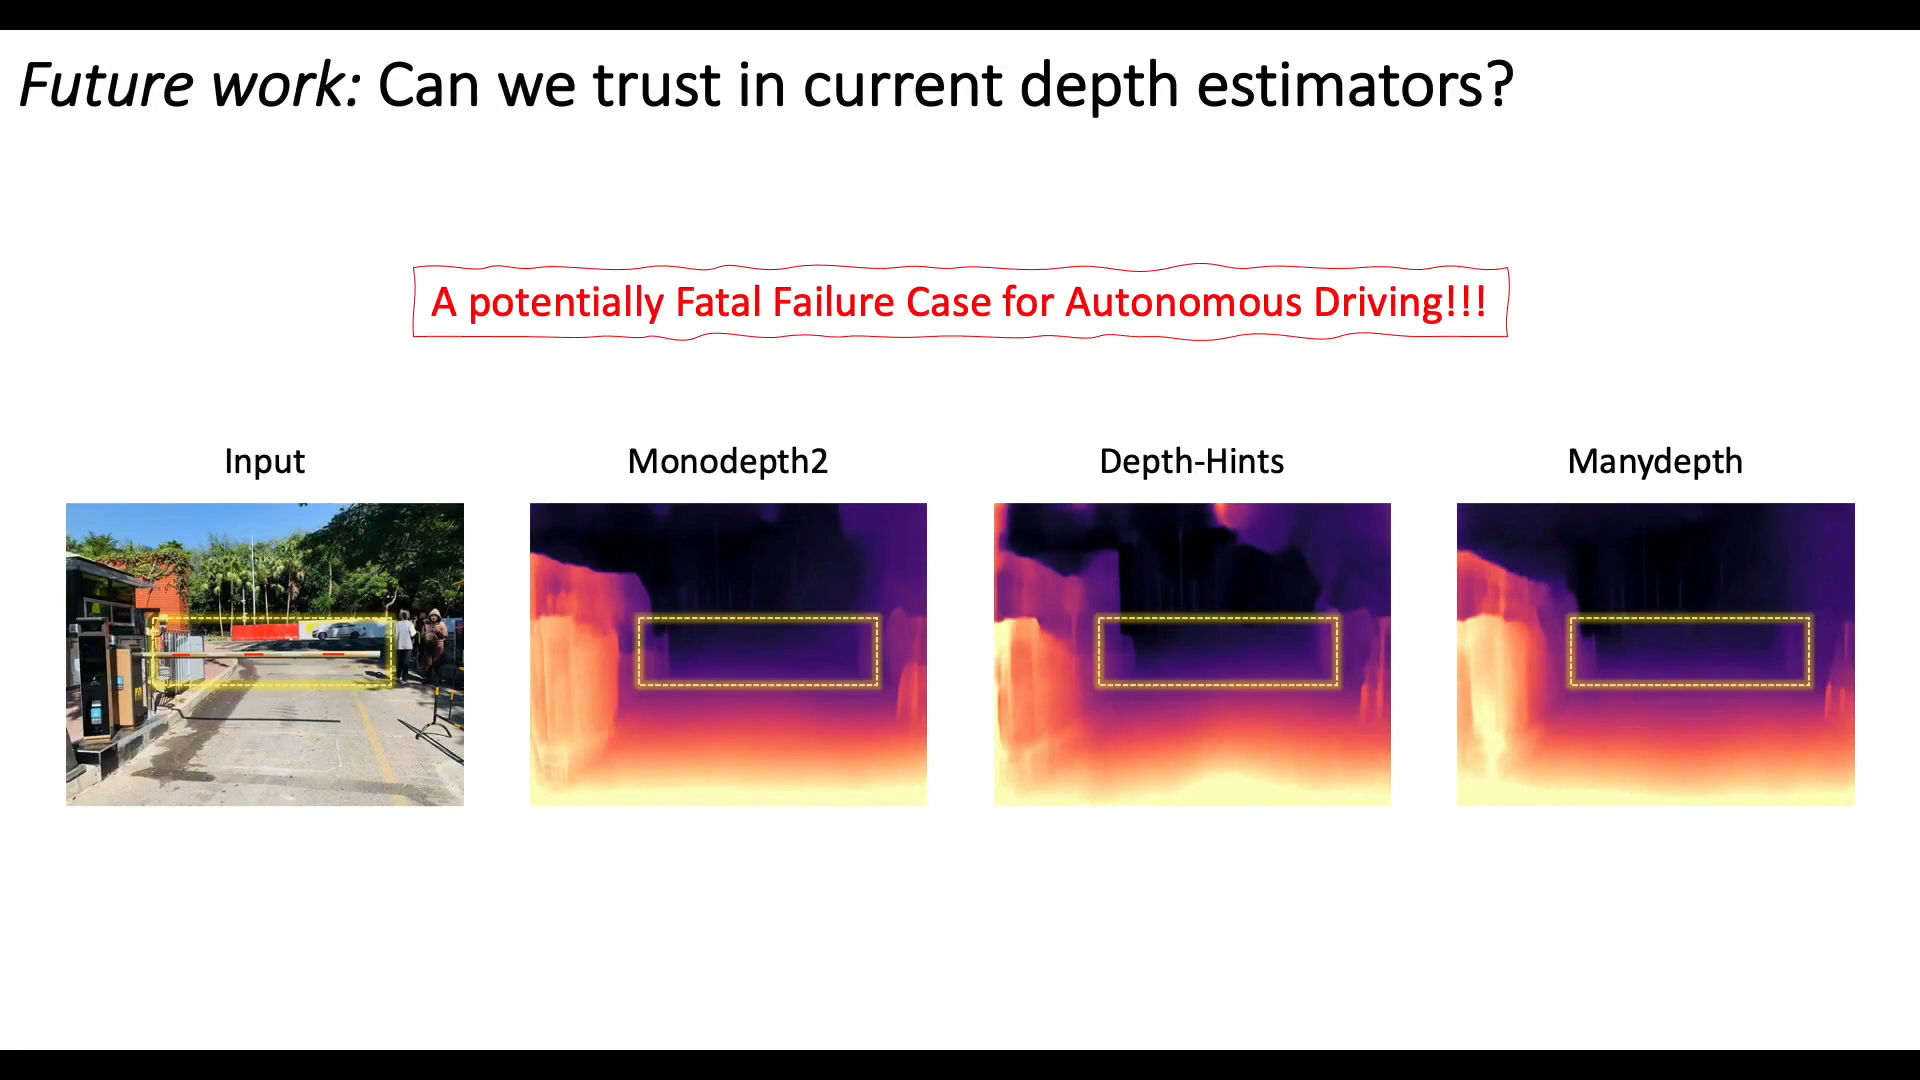 Future work: Can we trust in current depth estimators?
A potentially Fatal Failure Case for Autonomous Driving!!!
Input
Monodepth2
Depth-Hints
Manydepth